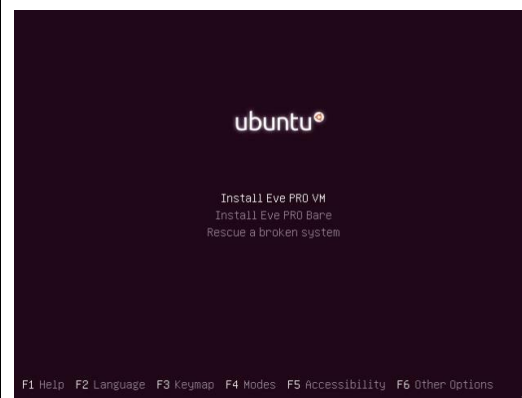 ubuntu
Install Eve PRO VM
Install Eve PRO Bare
Rescue a broken system
F1 Help F2 Language F3 Keymap F4 Modes F5 Accessibility F6 Other Options